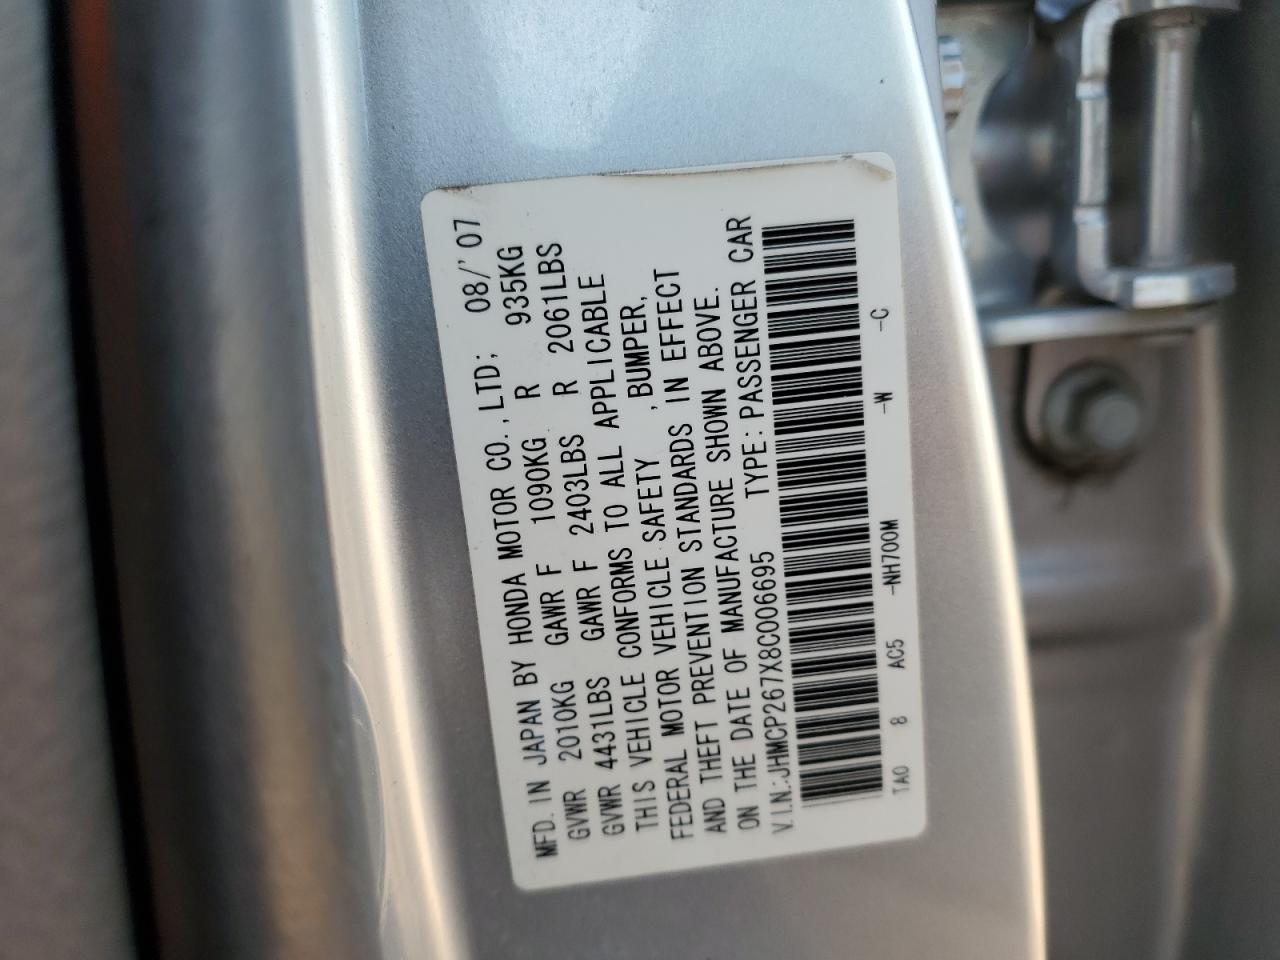 MFD. IN JAPAN BY HONDA MOTOR CO., LTD; 08/'07
GVWR 2010KG GAWR F 1090KG R 935KG
GVWR 4431LBS GAWR F 2403LBS R 2061LBS
THIS VEHICLE CONFORMS TO ALL APPLICABLE
FEDERAL MOTOR VEHICLE SAFETY ,BUMPER,
AND THEFT PREVENTION STANDARDS IN EFFECT
ON THE DATE OF MANUFACTURE SHOWN ABOVE.
V.I.N.:JHMCP267X8C006695 TYPE:PASSENGER CAR
TA0 8 AC5 -NH700M -W -C